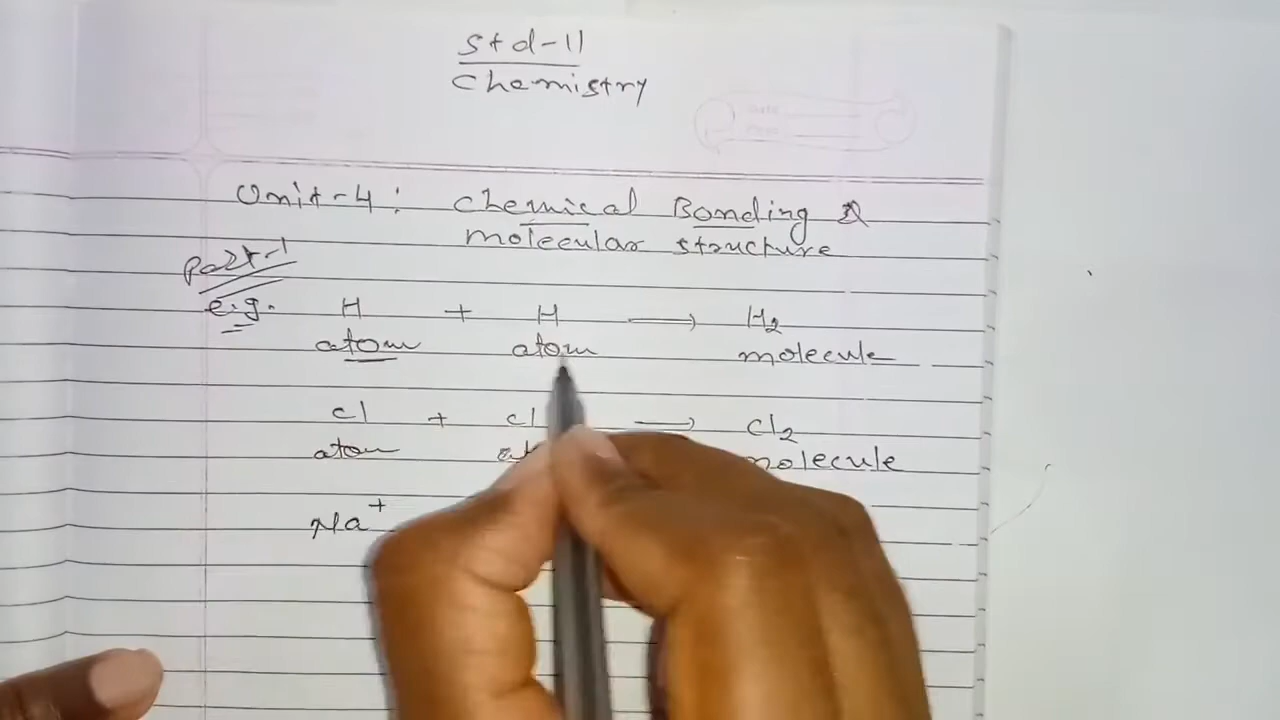 Std-11
Chemistry
Unit-4: Chemical Bonding &
molecular structure
Part-1
e.g. H + H → H2
atom atom molecule
Cl + Cl → Cl2
atom molecule
Na+